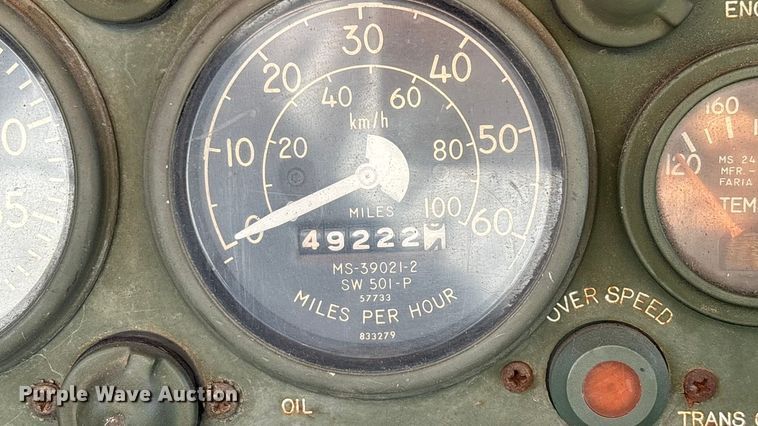 ENG
30
20
40
40
60
km/h
10
20
80
50
0
MILES
100
60
49222
MS-39021-2
SW 501-P
57733
MILES PER HOUR
833279
160
120
MS 24
MFR.-
FARIA
TEM
OVER SPEED
OIL
TRANS
Purple Wave Auction